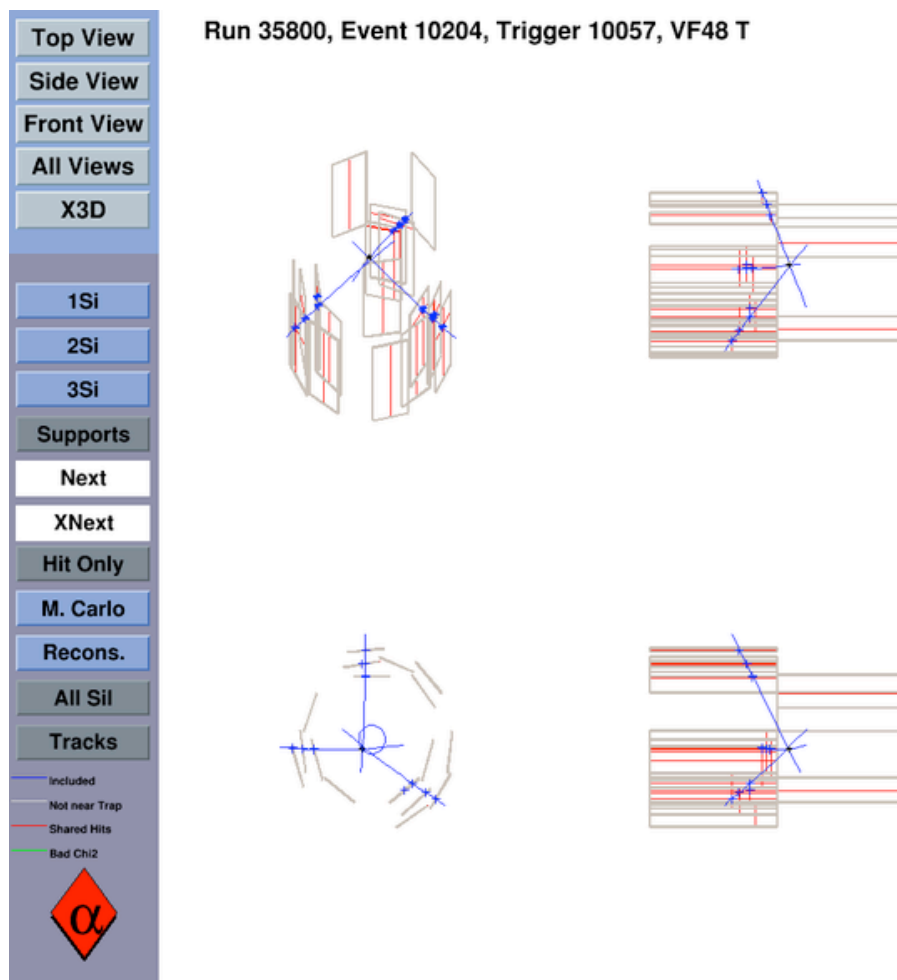 Run 35800, Event 10204, Trigger 10057, VF48 T
Top View
Side View
Front View
All Views
X3D
1Si
2Si
3Si
Supports
Next
XNext
Hit Only
M. Carlo
Recons.
All Sil
Tracks
Included
Not near Trap
Shared Hits
Bad Chi2
α